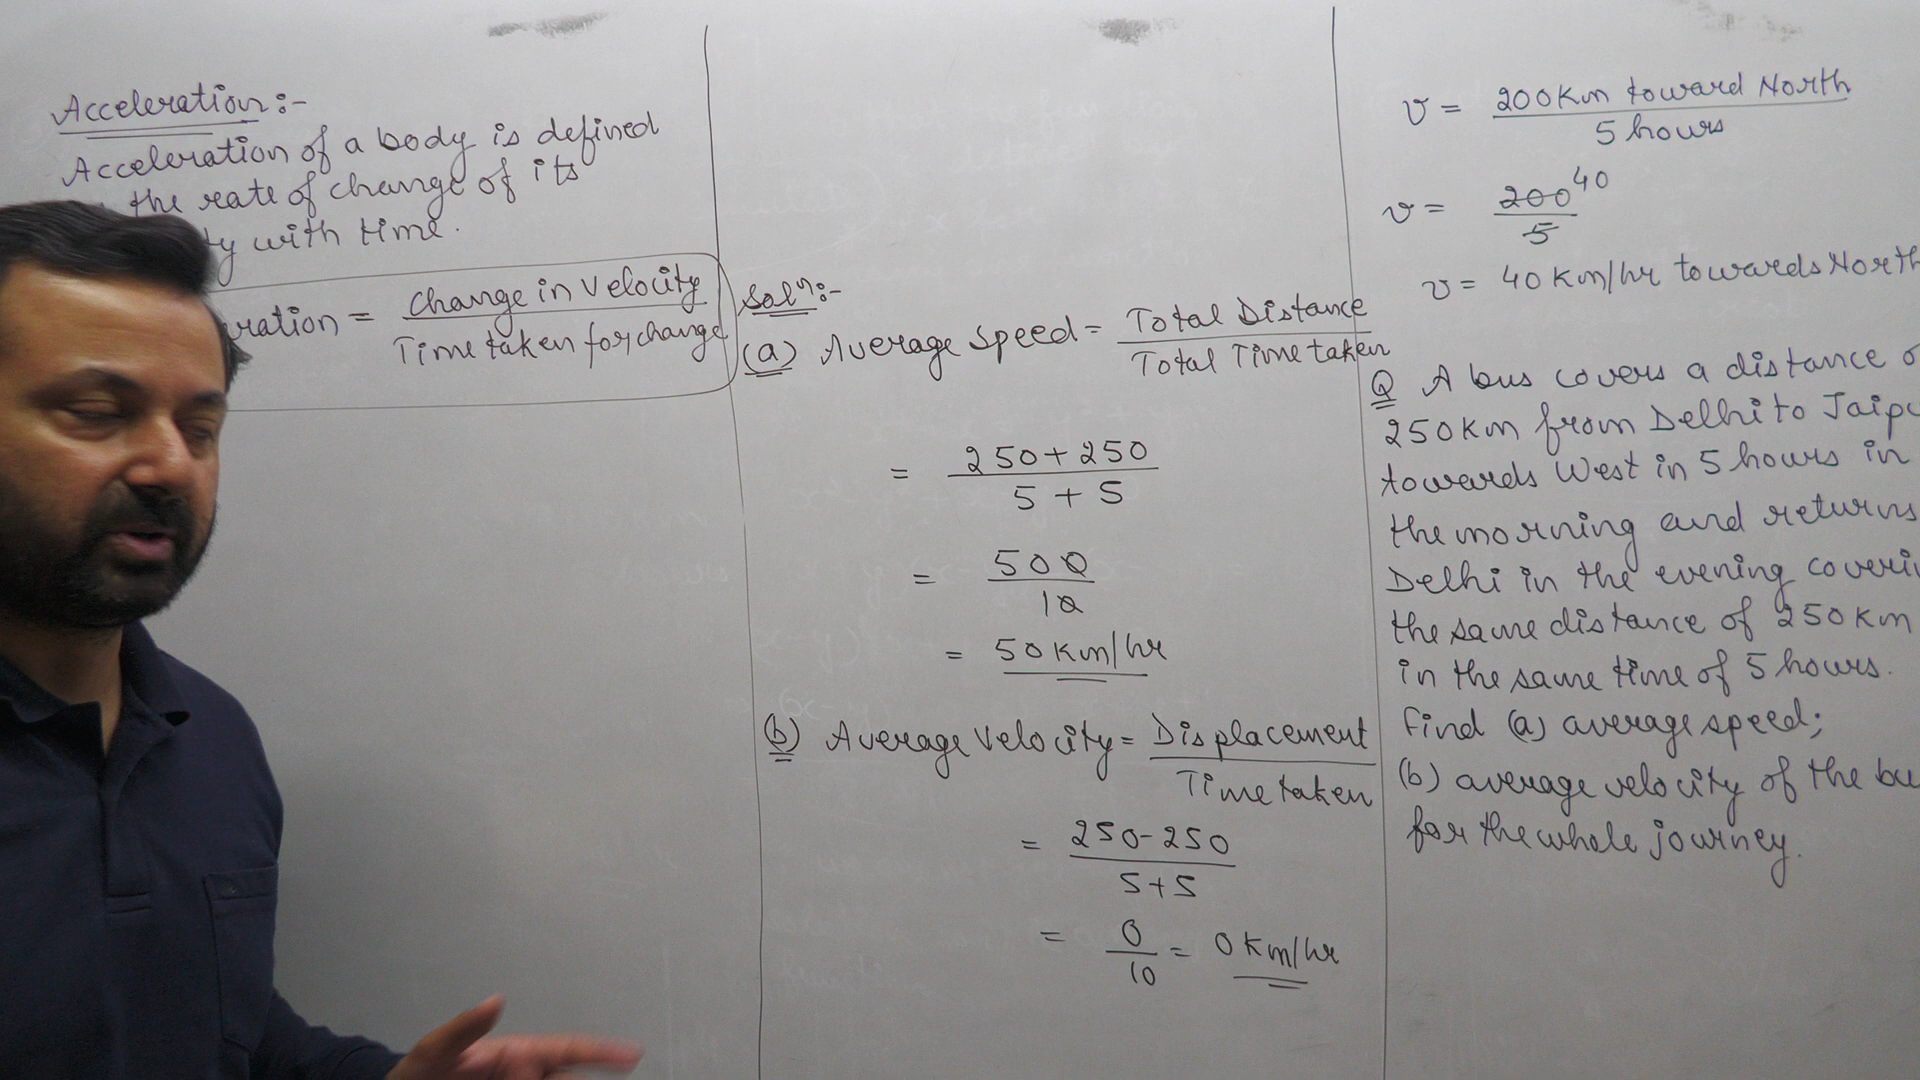 Acceleration:-
Acceleration of a body is defined
the rate of change of its
ty with time.
ration = Change in Velocity
Time taken for change
Soln:-
(a) Average Speed = Total Distance
Total Time taken
= 250+250
5 + 5
= 500
10
= 50 Km/hr
(b) Average Velocity = Displacement
Time taken
= 250-250
5+5
= 0
10
= 0 Km/hr
v = 200Km toward North
5 hours
v = 200 40
5
v = 40 Km/hr towards North
Q A bus covers a distance o
250Km from Delhi to Jaipu
towards West in 5 hours in
the morning and returns
Delhi in the evening coveri
the same distance of 250 Km
in the same time of 5 hours.
Find (a) average speed;
(b) average velocity of the bu
for the whole journey.